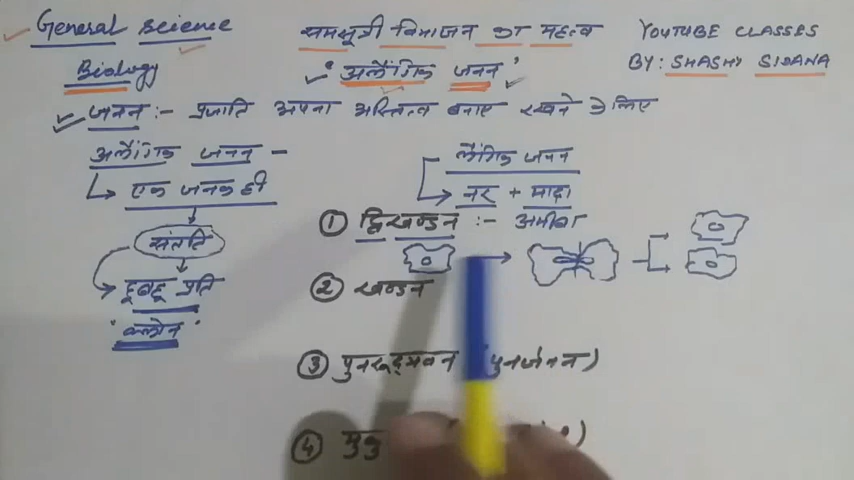 General Science
Biology
समसूत्री विभाजन का महत्व
"अलैंगिक जनन"
YOUTUBE CLASSES
BY: SHASHI SIDANA
जनन :- प्रजाति अपना अस्तित्व बनाए रखने के लिए
अलैंगिक जनन -
एक जनक ही
संतति
हूबहू प्रति
"क्लोन"
लैंगिक जनन
नर + मादा
① द्विखण्डन :- अमीबा
② खण्डन
③ पुनरुद्भवन (पुनर्जनन)
④